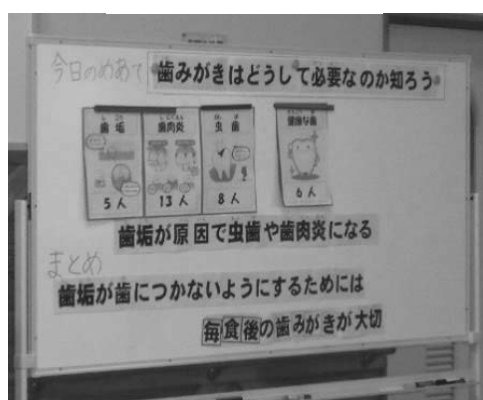 今日のめあて 歯みがきはどうして必要なのか知ろう
歯垢 歯肉炎 虫歯 健康な歯
5人 13人 8人 6人
歯垢が原因で虫歯や歯肉炎になる
まとめ
歯垢が歯につかないようにするためには
毎食後の歯みがきが大切